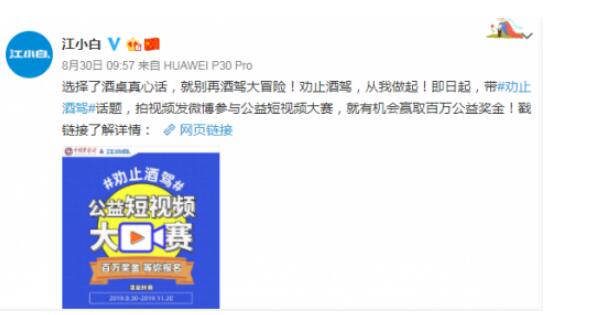 江小白
江小白
8月30日 09:57 来自 HUAWEI P30 Pro
选择了酒桌真心话，就别再酒驾大冒险！劝止酒驾，从我做起！即日起，带#劝止
酒驾#话题，拍视频发微博参与公益短视频大赛，就有机会赢取百万公益奖金！戳
链接了解详情： 网页链接
& 江小白
#劝止酒驾#
公益短视频
大赛
百万奖金 等你报名
活动时间
2019.8.30-2019.11.20